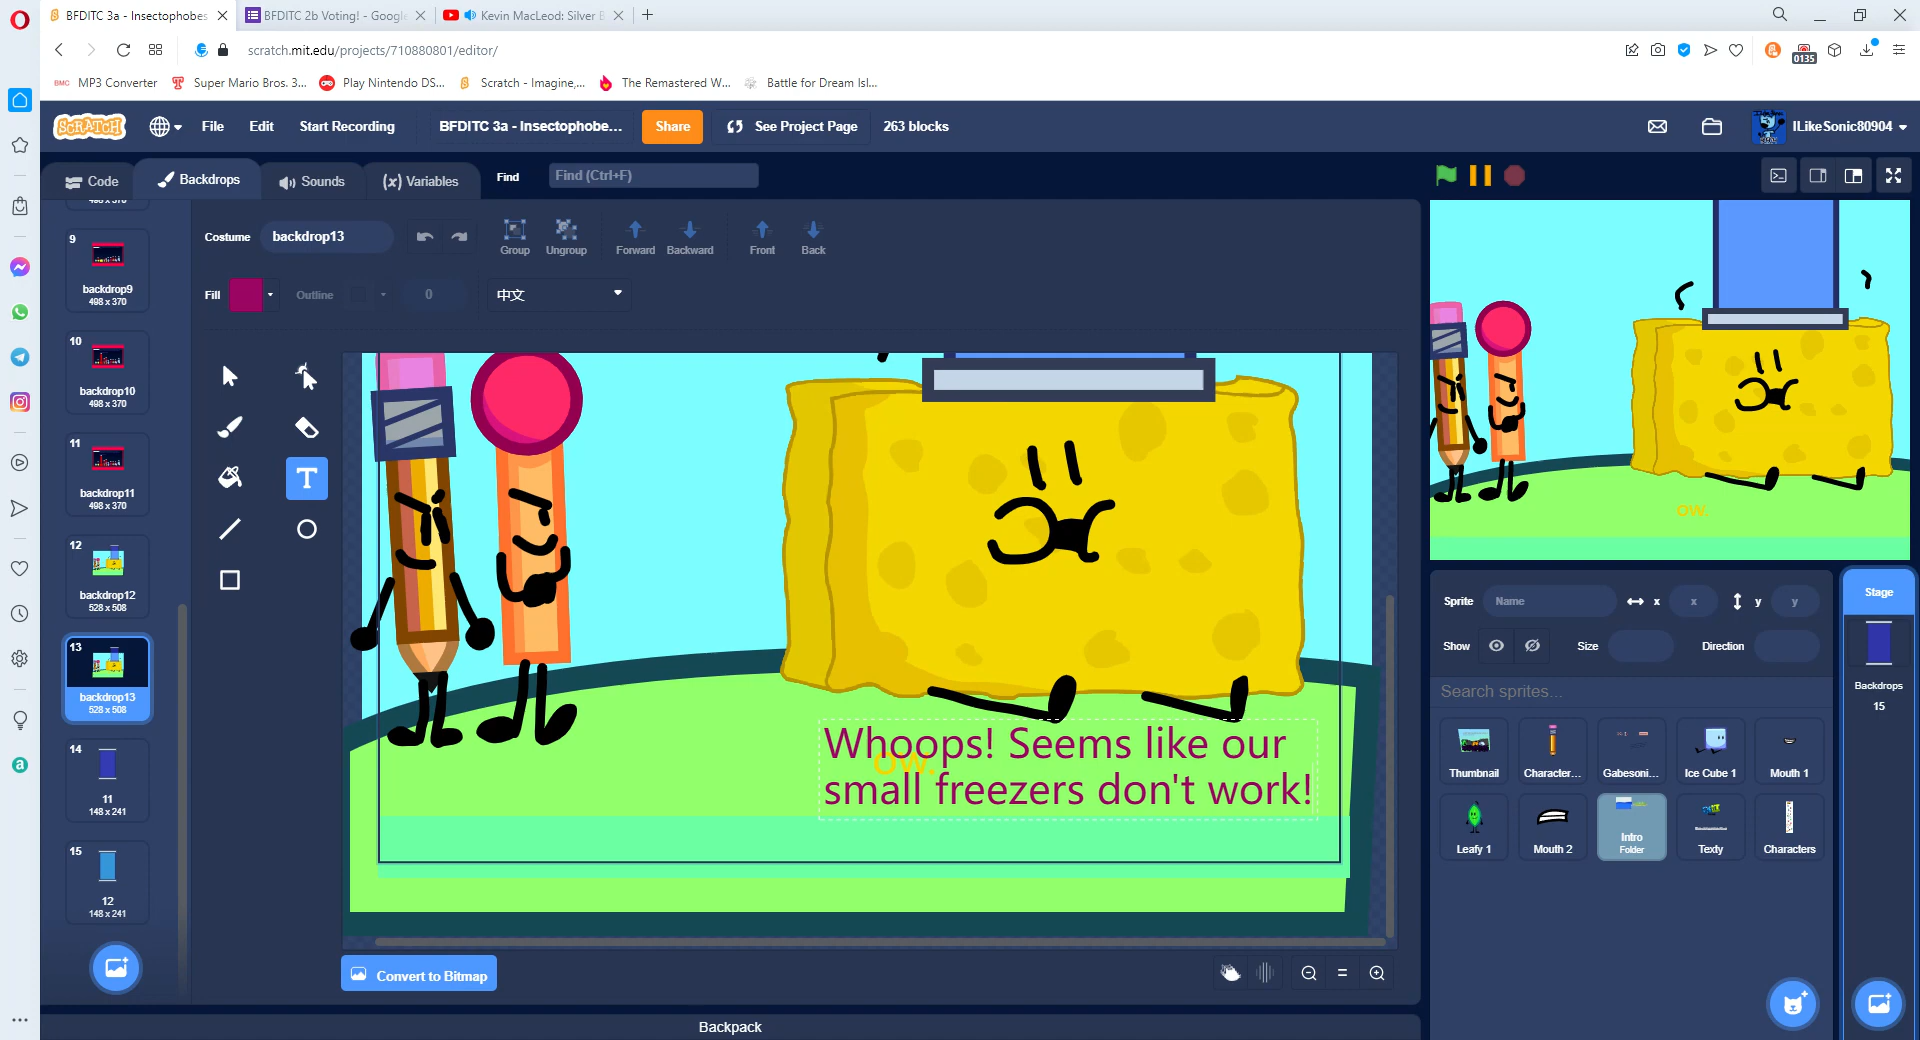 BFDITC 3a - Insectophobes
BFDITC 2b Voting! - Google
Kevin MacLeod: Silver
scratch.mit.edu/projects/710880801/editor/
0135
BMC MP3 Converter
Super Mario Bros. 3...
Play Nintendo DS...
Scratch - Imagine,...
The Remastered W...
Battle for Dream Isl...
SCRATCH
File
Edit
Start Recording
BFDITC 3a - Insectophobe...
Share
See Project Page
263 blocks
ILikeSonic80904
Code
Backdrops
Sounds
(x) Variables
Find
Find (Ctrl+F)
Costume
backdrop13
Group
Ungroup
Forward
Backward
Front
Back
Fill
Outline
0
中文
9
backdrop9
498 x 370
10
backdrop10
498 x 370
11
backdrop11
498 x 370
12
backdrop12
528 x 508
13
backdrop13
528 x 508
14
11
148 x 241
15
12
148 x 241
T
Whoops! Seems like our
ow.
small freezers don't work!
Convert to Bitmap
Backpack
ow.
Sprite
Name
x
x
y
y
Show
Size
Direction
Search sprites...
Thumbnail
Character...
Gabesoni...
Ice Cube 1
Mouth 1
Leafy 1
Mouth 2
Intro
Folder
Texty
Characters
Stage
Backdrops
15